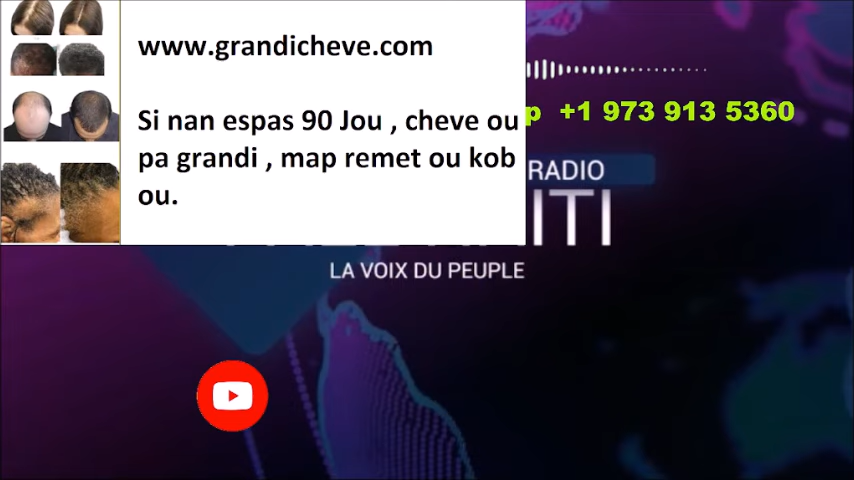 www.grandicheve.com
Si nan espas 90 Jou , cheve ou
pa grandi , map remet ou kob
ou.
p +1 973 913 5360
RADIO
ITI
LA VOIX DU PEUPLE